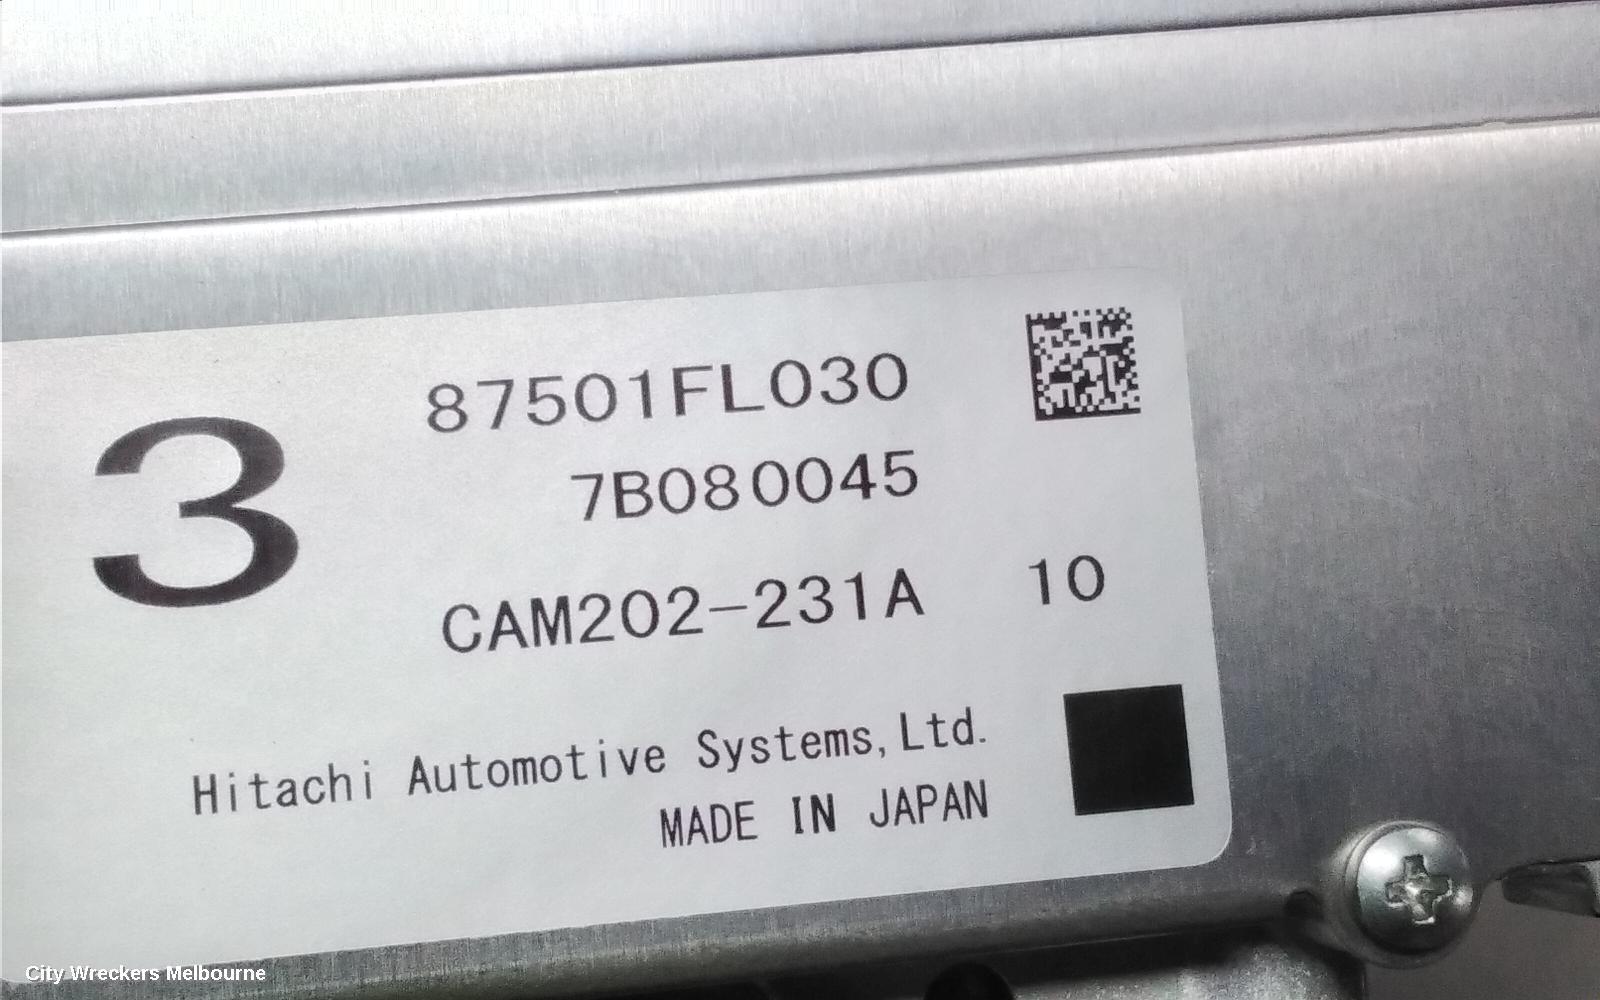 3
87501FL030
7B080045
CAM202-231A 10
Hitachi Automotive Systems,Ltd.
MADE IN JAPAN
City Wreckers Melbourne